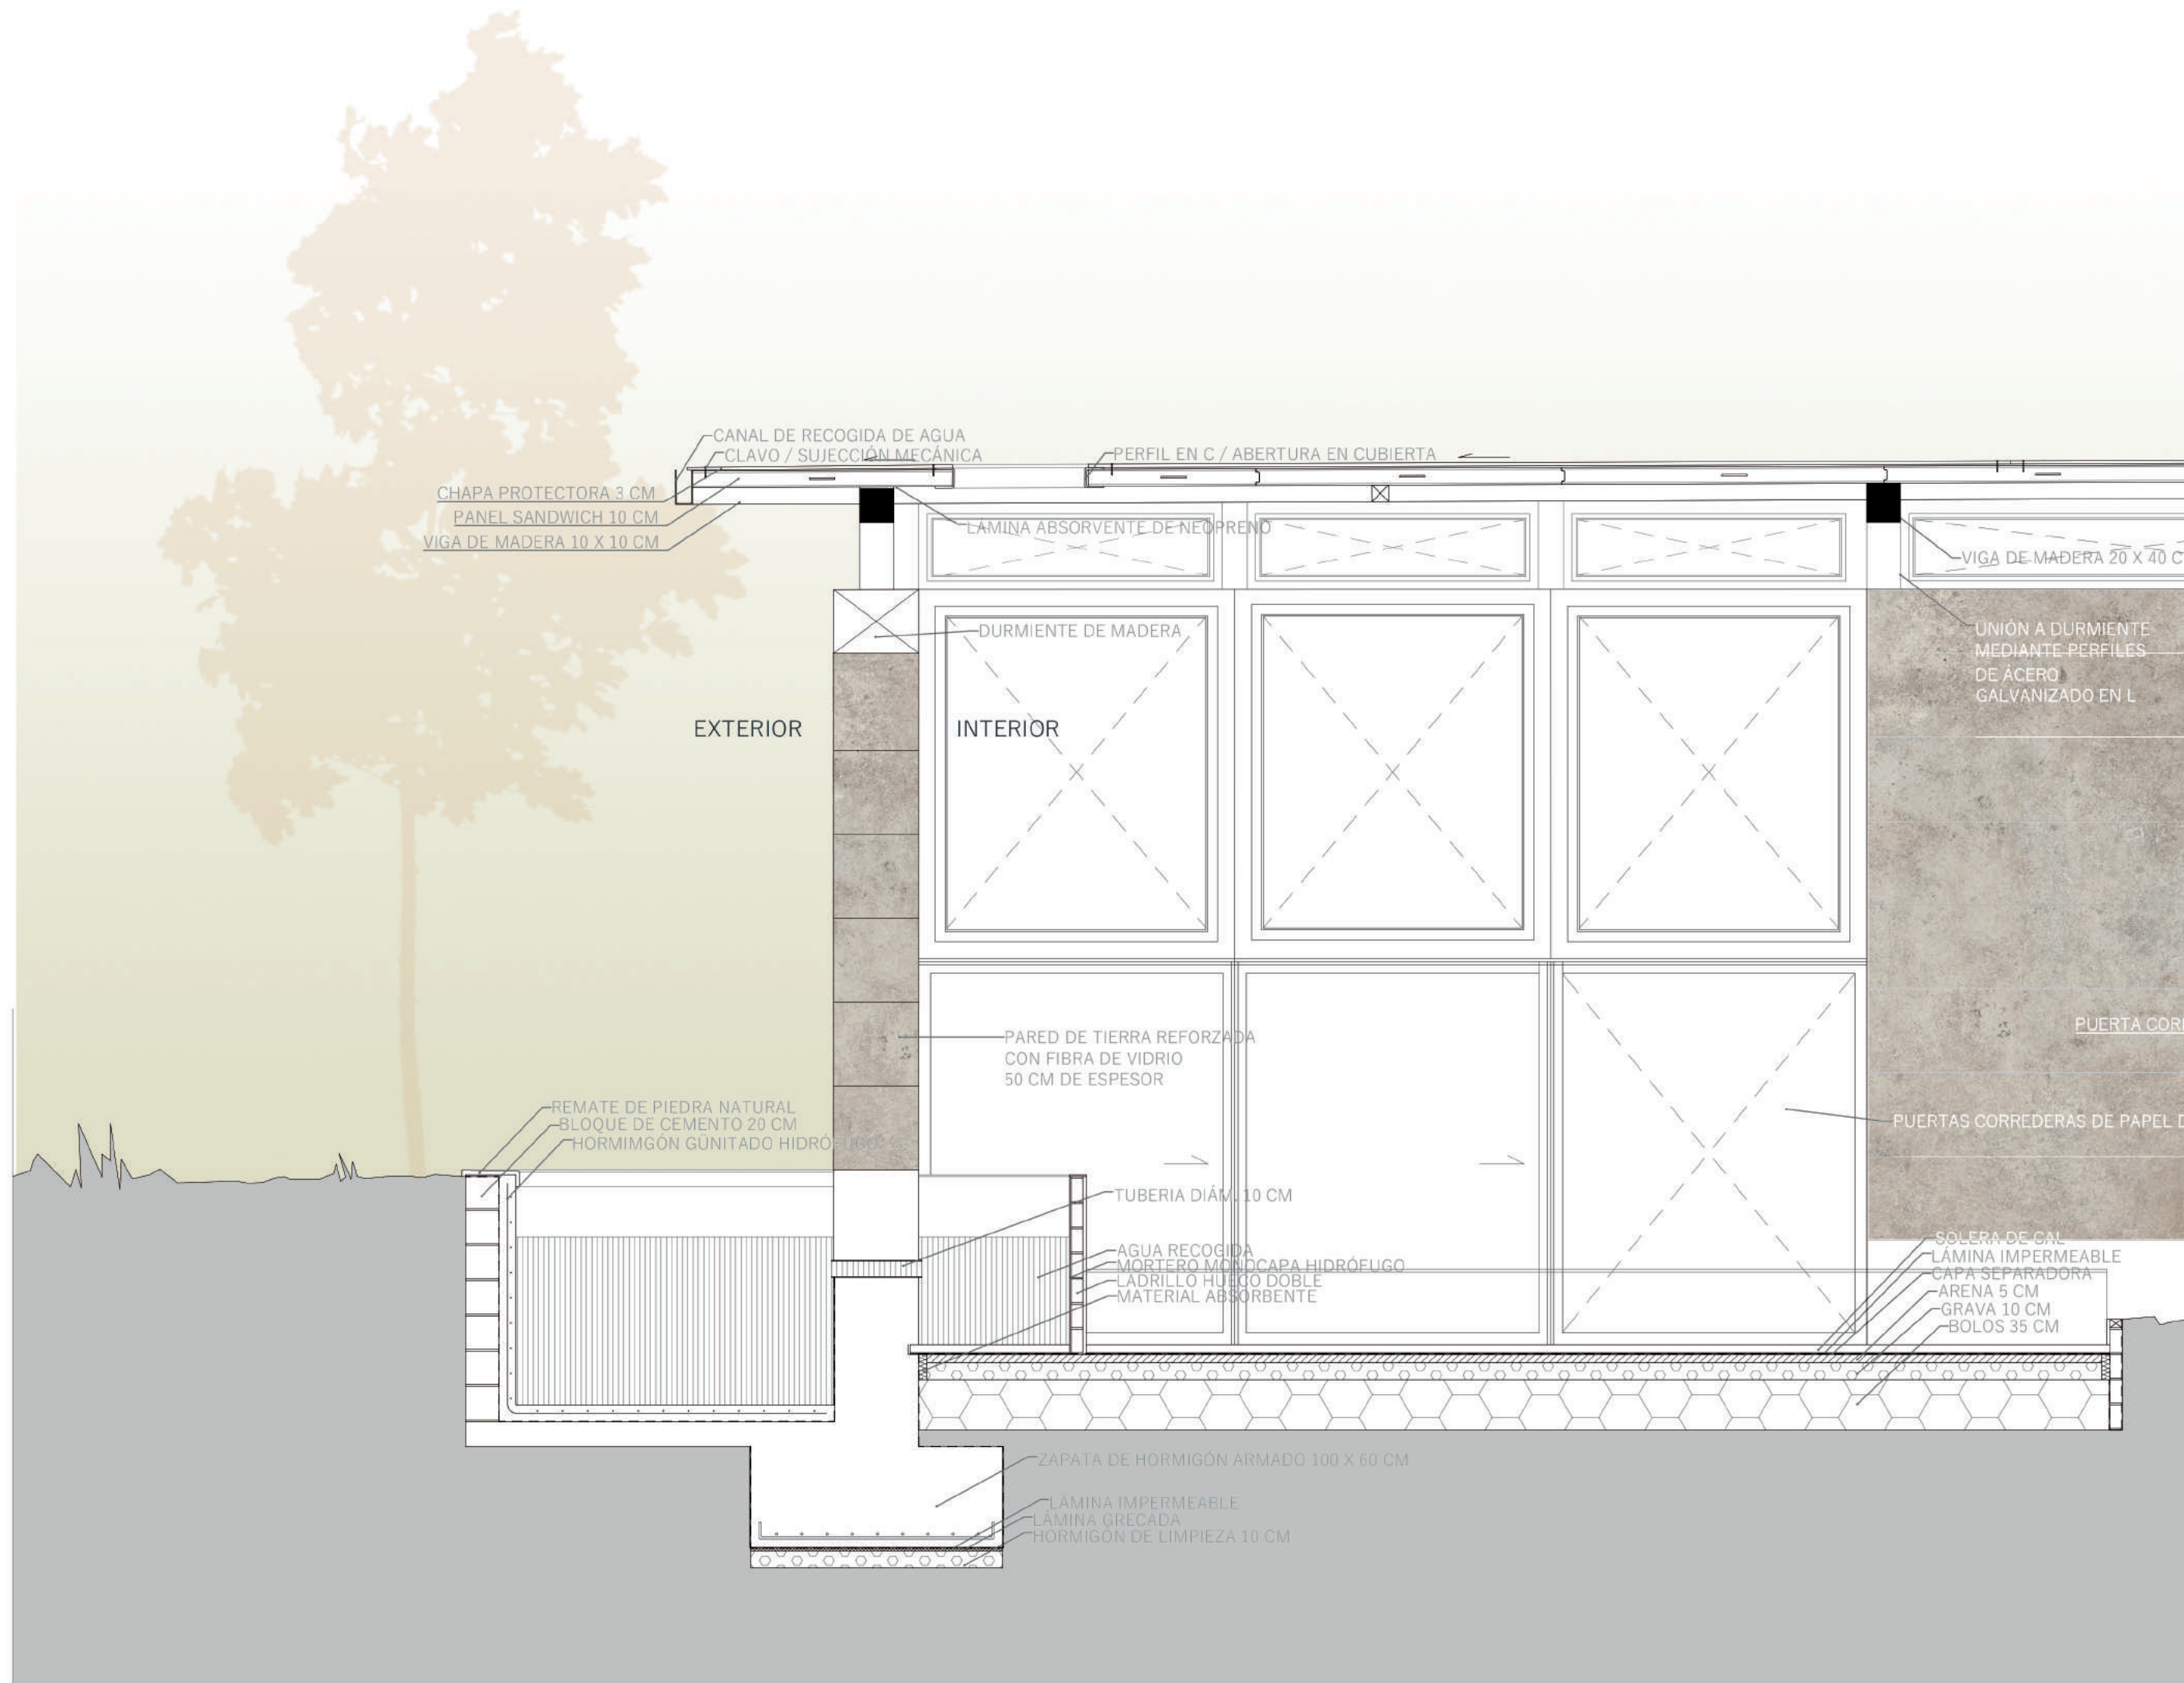 CANAL DE RECOGIDA DE AGUA
CLAVO / SUJECCIÓN MECÁNICA
PERFIL EN C / ABERTURA EN CUBIERTA
CHAPA PROTECTORA 3 CM
PANEL SANDWICH 10 CM
VIGA DE MADERA 10 X 10 CM
LÁMINA ABSORVENTE DE NEOPRENO
VIGA DE MADERA 20 X 40 C
DURMIENTE DE MADERA
UNIÓN A DURMIENTE
MEDIANTE PERFILES
DE ÁCERO
GALVANIZADO EN L
EXTERIOR
INTERIOR
PARED DE TIERRA REFORZADA
CON FIBRA DE VIDRIO
50 CM DE ESPESOR
PUERTA CORR
PUERTAS CORREDERAS DE PAPEL D
REMATE DE PIEDRA NATURAL
BLOQUE DE CEMENTO 20 CM
HORMIMGÓN GÜNITADO HIDRÓFUGO
TUBERIA DIÁM. 10 CM
AGUA RECOGIDA
MORTERO MONOCAPA HIDRÓFUGO
LADRILLO HUECO DOBLE
MATERIAL ABSORBENTE
SOLERA DE CAL
LÁMINA IMPERMEABLE
CAPA SEPARADORA
ARENA 5 CM
GRAVA 10 CM
BOLOS 35 CM
ZAPATA DE HORMIGÓN ARMADO 100 X 60 CM
LÁMINA IMPERMEABLE
LÁMINA GRECADA
HORMIGÓN DE LIMPIEZA 10 CM